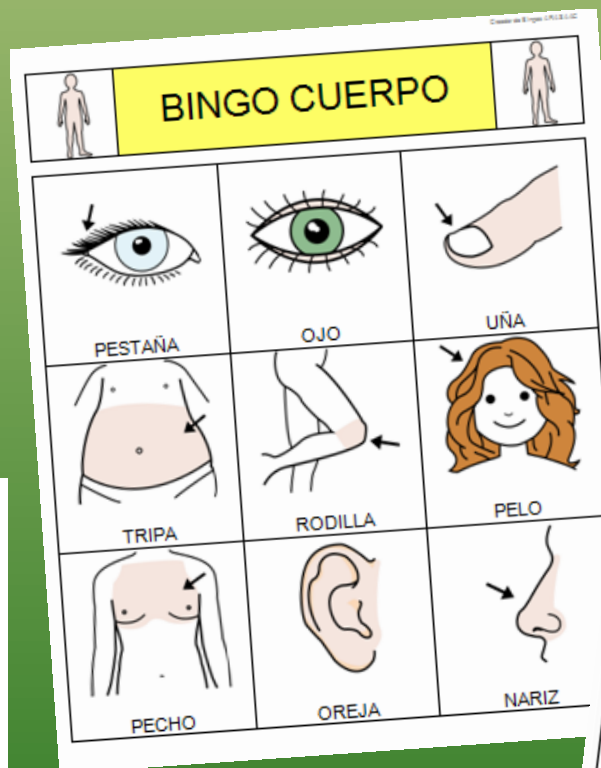 BINGO CUERPO
PESTAÑA
OJO
UÑA
TRIPA
RODILLA
PELO
PECHO
OREJA
NARIZ